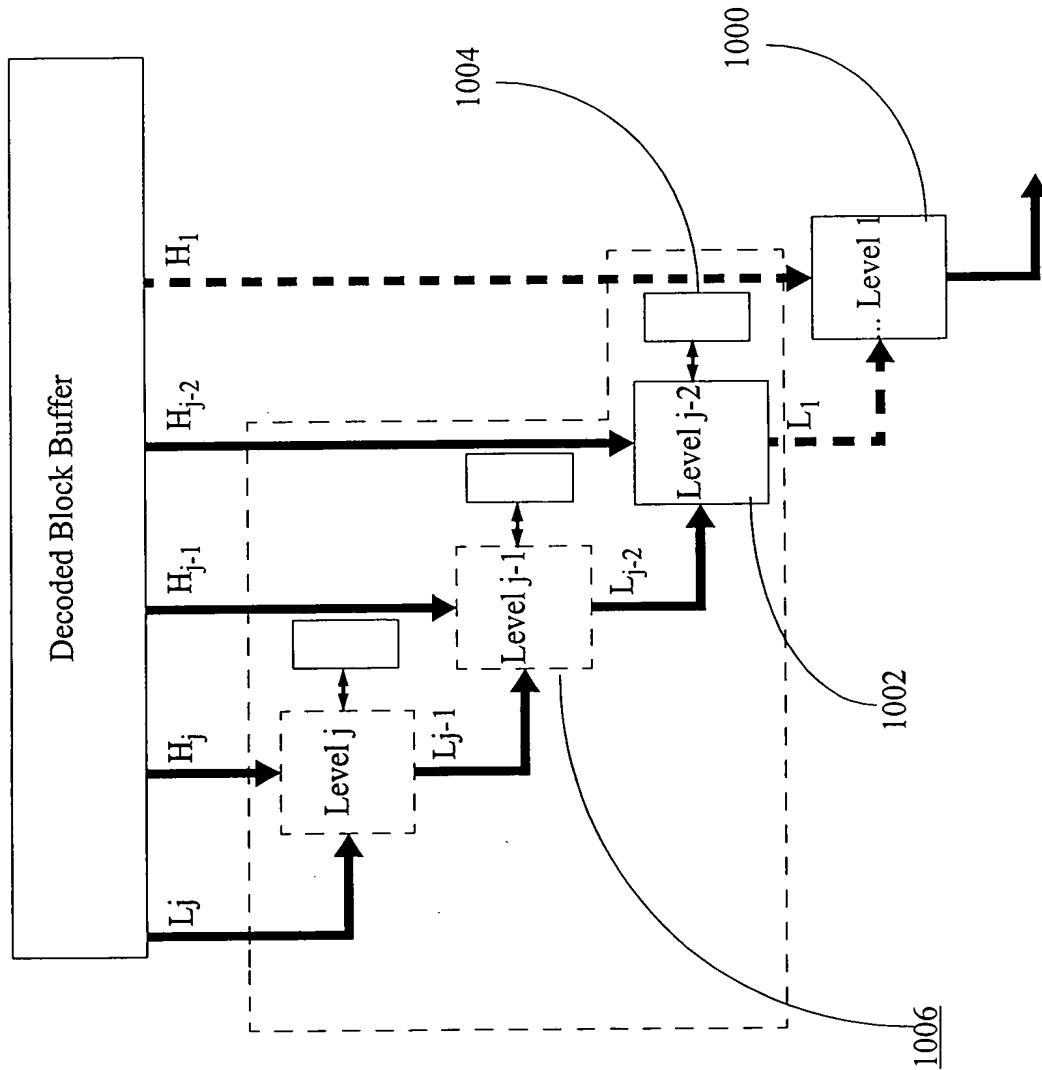 Decoded Block Buffer
Lj
Hj
Hj-1
Hj-2
H1
Level j
Lj-1
Level j-1
Lj-2
Level j-2
L1
... Level 1
1006
1002
1004
1000